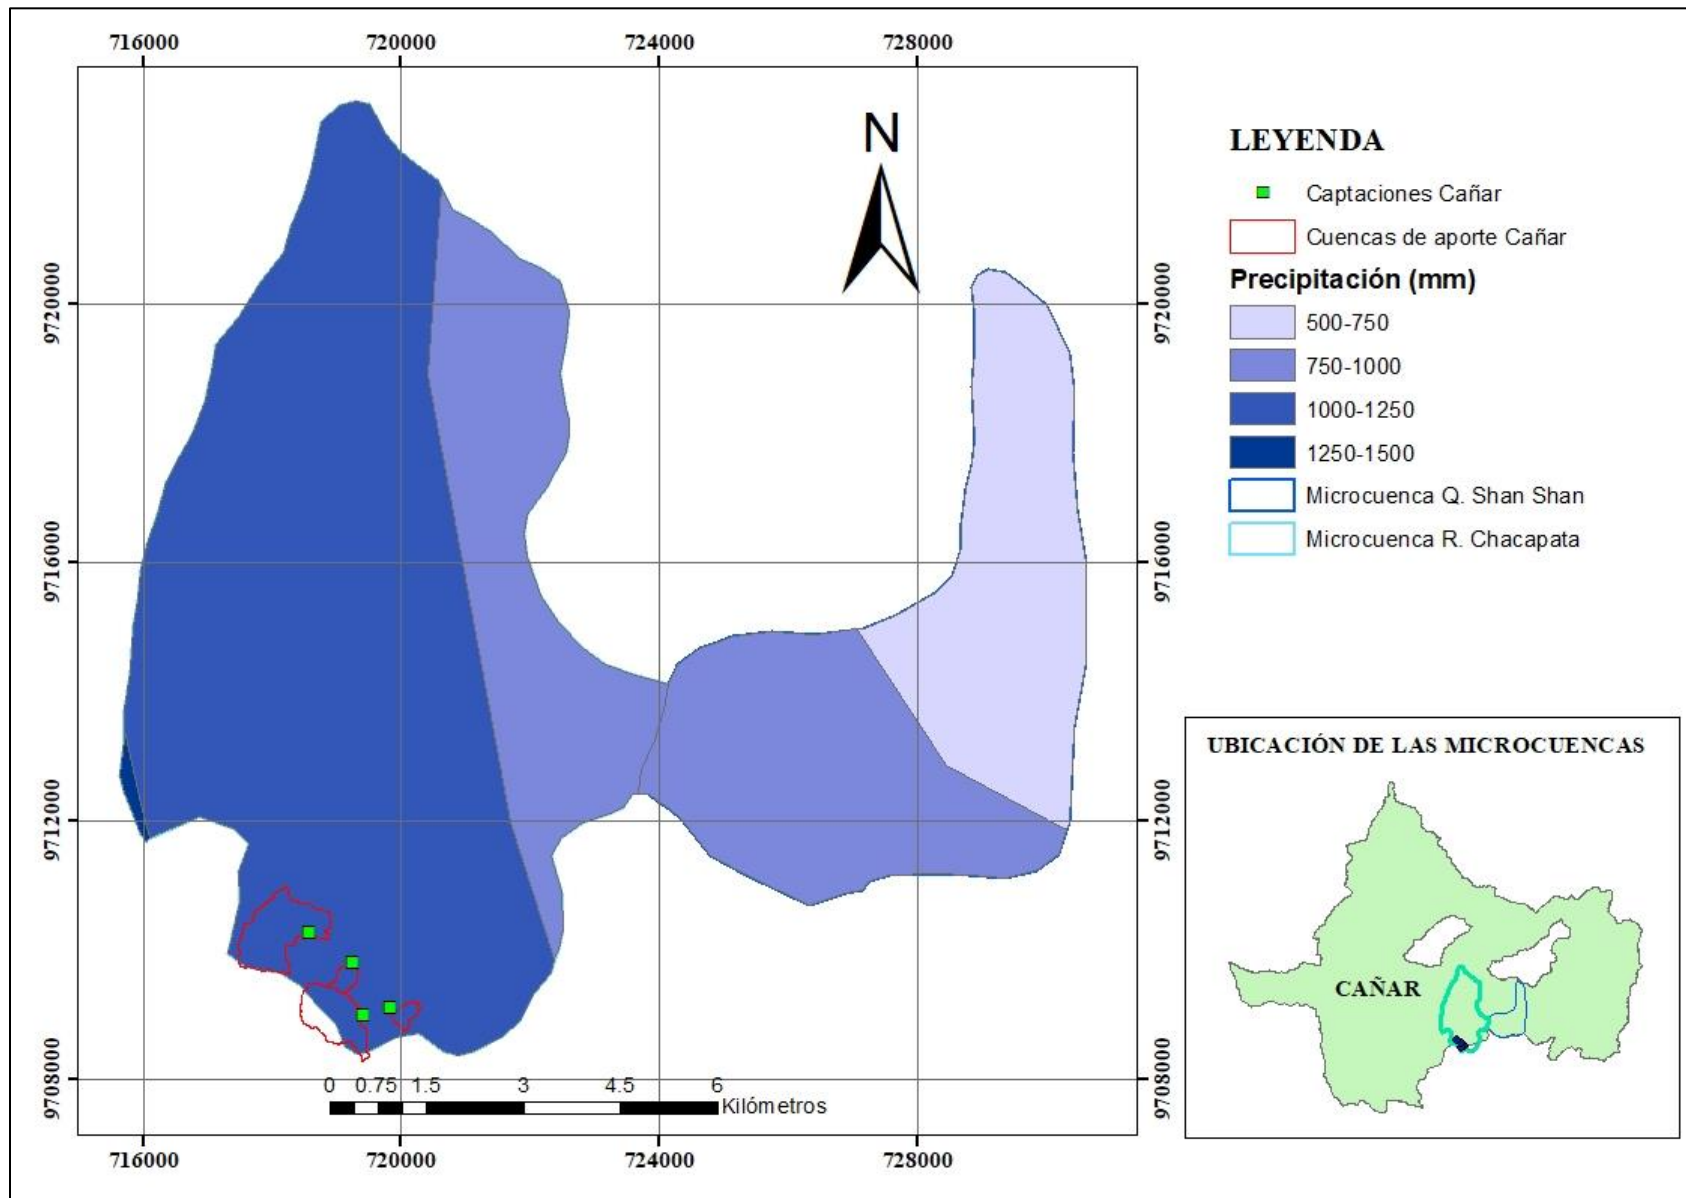 716000 720000 724000 728000
N
LEYENDA
Captaciones Cañar
Cuencas de aporte Cañar
Precipitación (mm)
500-750
750-1000
1000-1250
1250-1500
Microcuenca Q. Shan Shan
Microcuenca R. Chacapata
9720000
9716000
9712000
9708000
9720000
9716000
9712000
9708000
UBICACIÓN DE LAS MICROCUENCAS
CAÑAR
0 0.75 1.5 3 4.5 6
Kilómetros
716000 720000 724000 728000